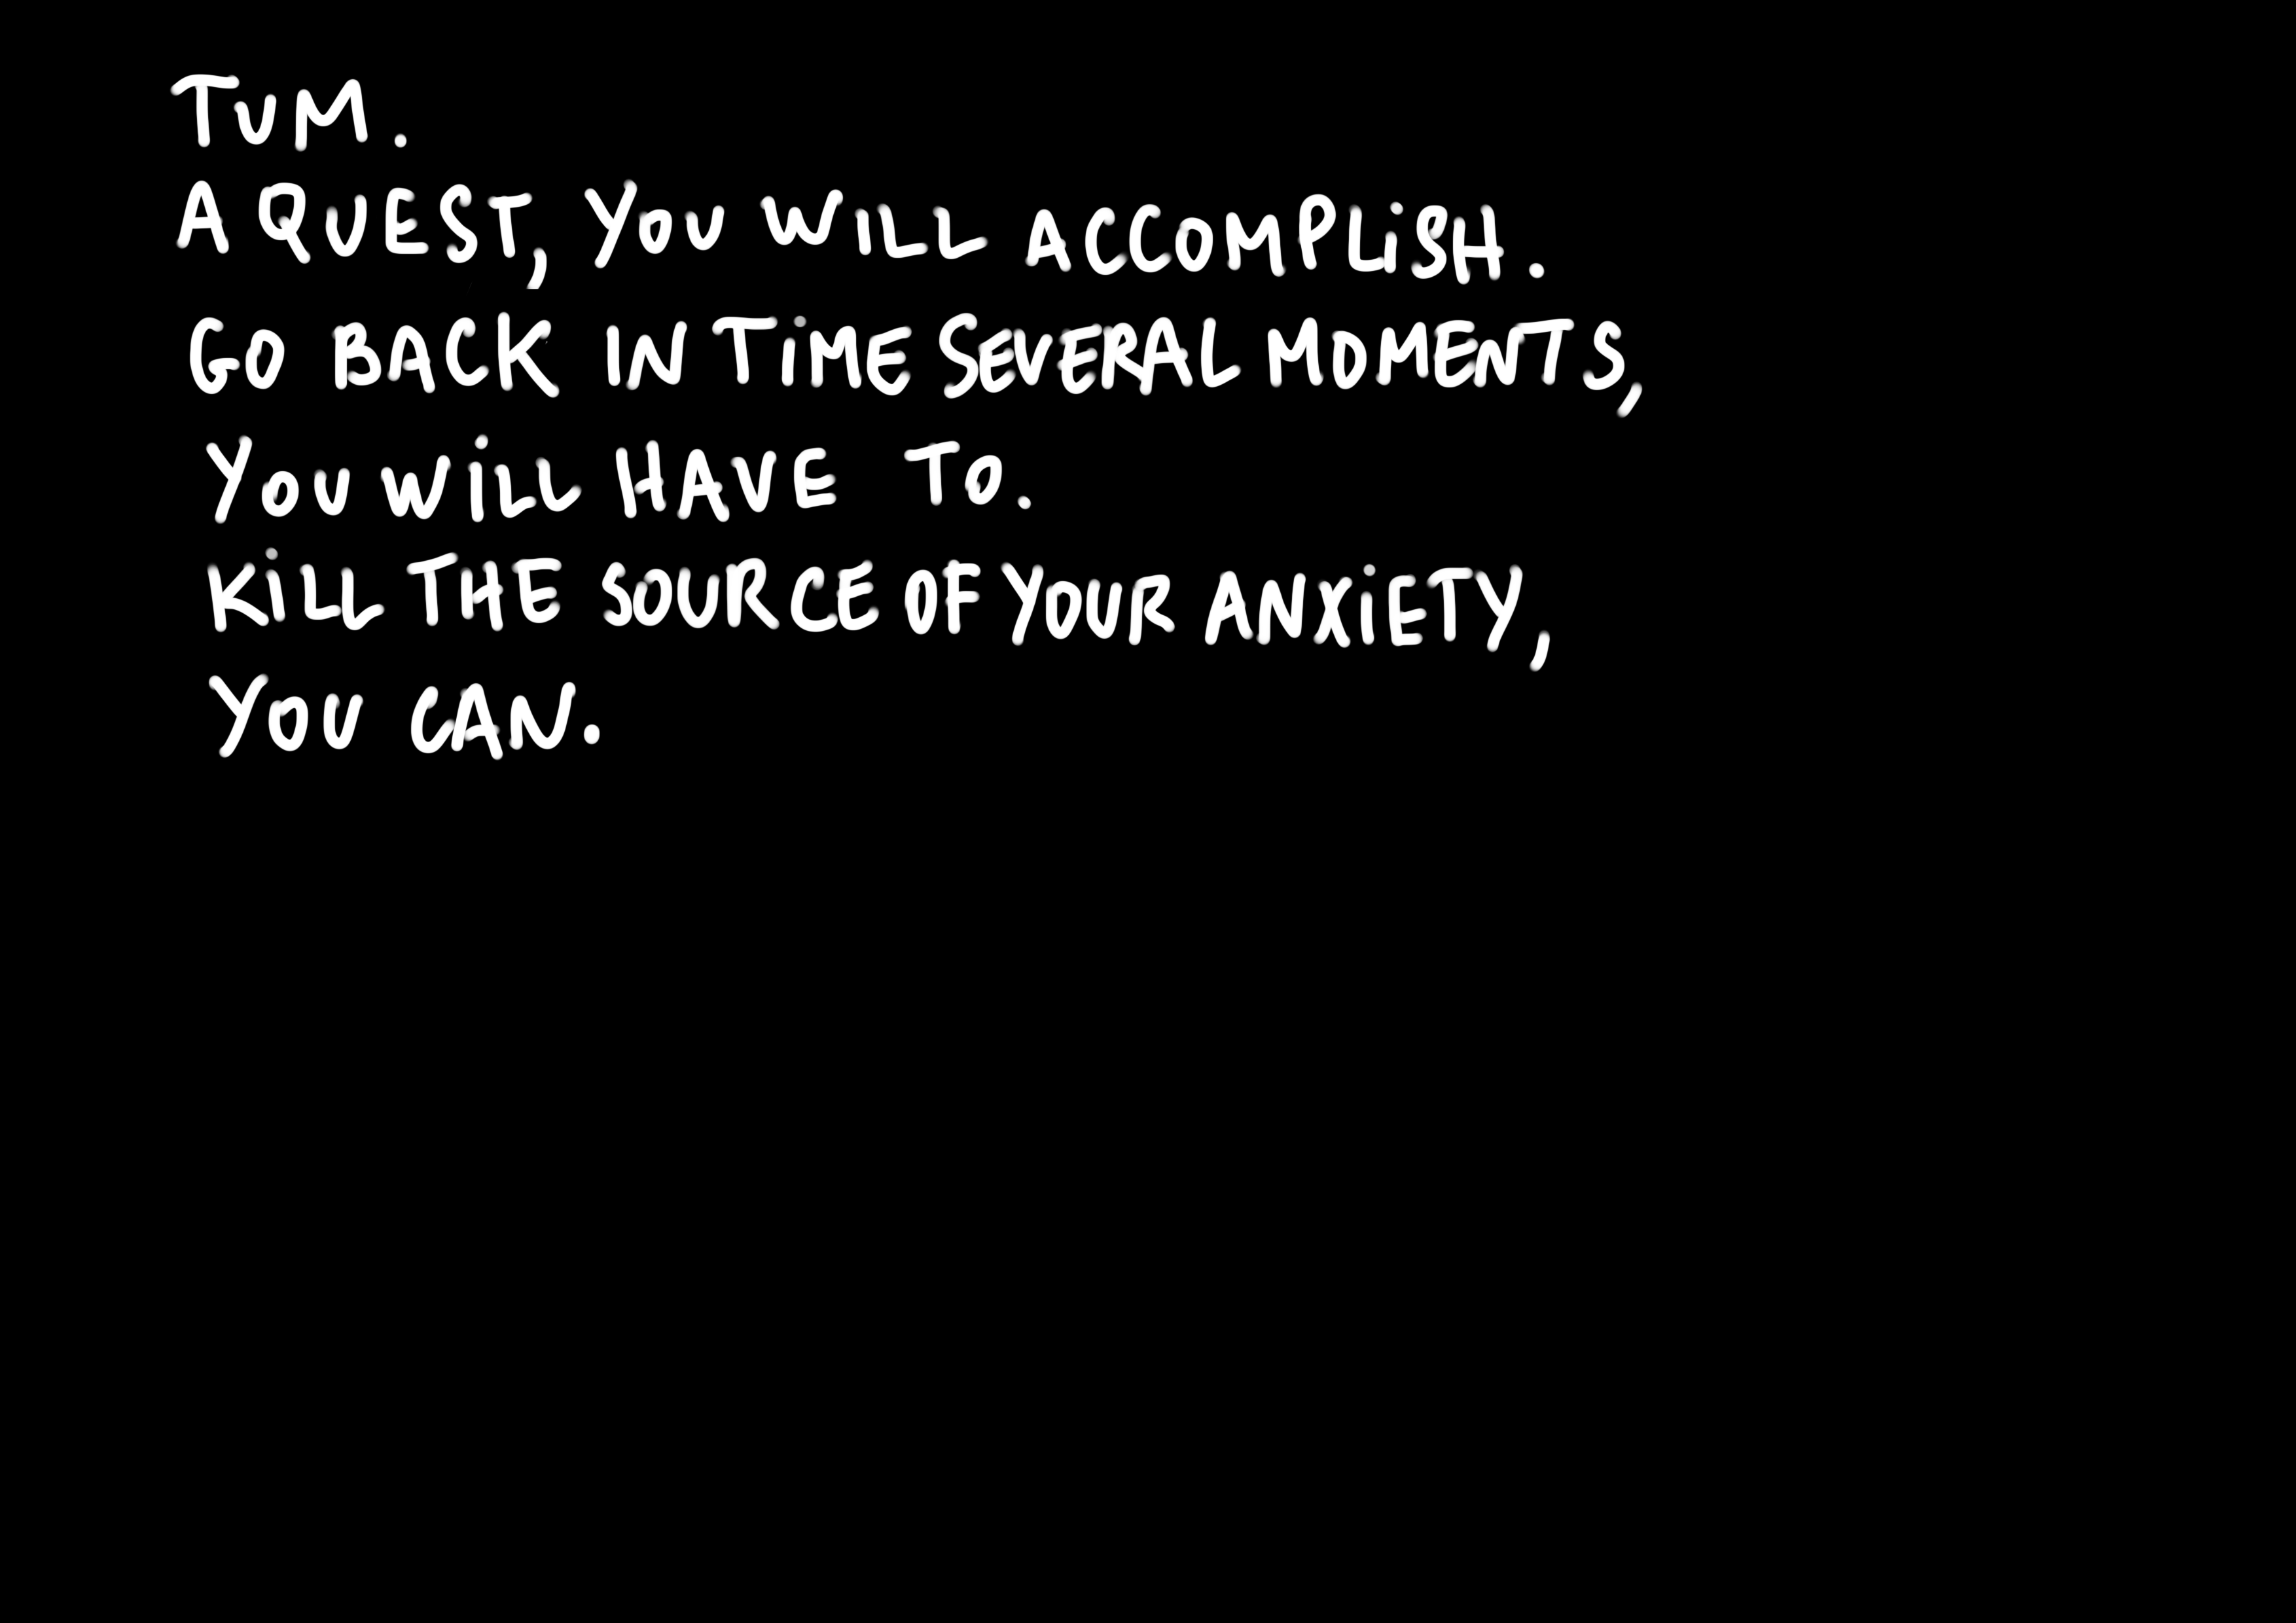 TUM.
A QUEST, YOU WILL ACCOMPLISH.
GO BACK IN TIME SEVERAL MOMENTS,
YOU WILL HAVE TO.
KILL THE SOURCE OF YOUR ANXIETY,
YOU CAN.